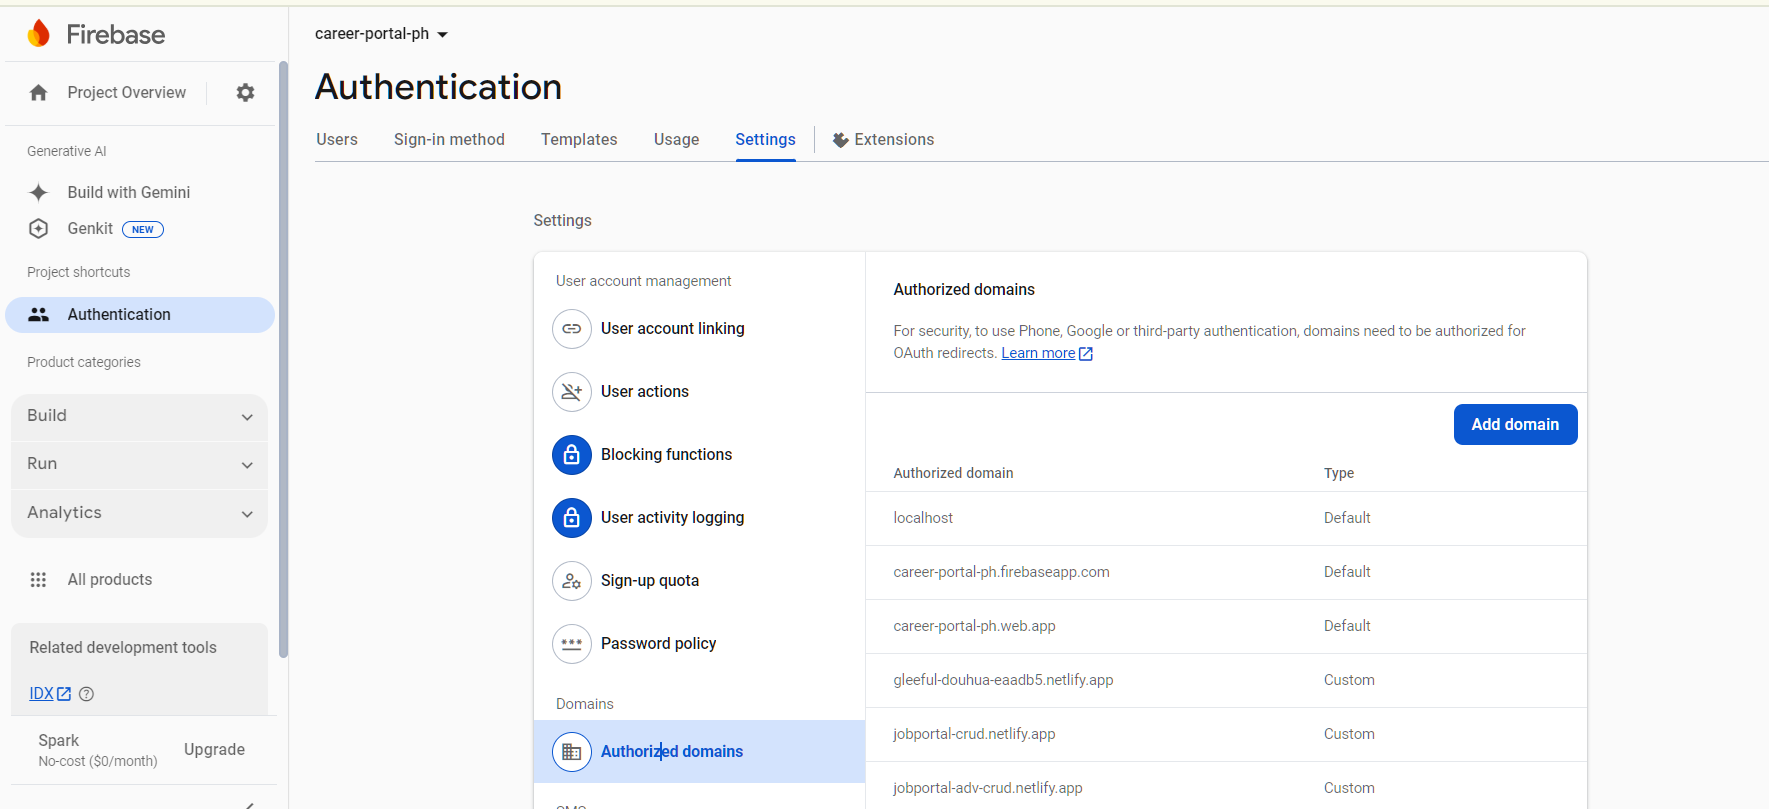 Firebase
career-portal-ph
Project Overview
Authentication
Users
Sign-in method
Templates
Usage
Settings
Extensions
Generative AI
Build with Gemini
Genkit NEW
Project shortcuts
Authentication
Product categories
Build
Run
Analytics
All products
Related development tools
IDX
Spark
No-cost ($0/month)
Upgrade
Settings
User account management
User account linking
User actions
Blocking functions
User activity logging
Sign-up quota
Password policy
Domains
Authorized domains
Authorized domains
For security, to use Phone, Google or third-party authentication, domains need to be authorized for
OAuth redirects. Learn more
Add domain
Authorized domain Type
localhost Default
career-portal-ph.firebaseapp.com Default
career-portal-ph.web.app Default
gleeful-douhua-eaadb5.netlify.app Custom
jobportal-crud.netlify.app Custom
jobportal-adv-crud.netlify.app Custom